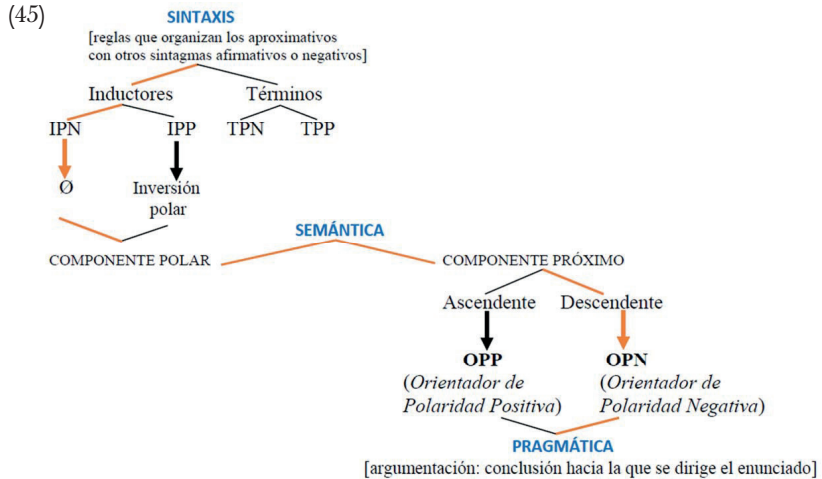 (45)
SINTAXIS
[reglas que organizan los aproximativos
con otros sintagmas afirmativos o negativos]
Inductores Términos
IPN IPP TPN TPP
Ø Inversión
polar
SEMÁNTICA
COMPONENTE POLAR COMPONENTE PRÓXIMO
Ascendente Descendente
OPP OPN
(Orientador de (Orientador de
Polaridad Positiva) Polaridad Negativa)
PRAGMÁTICA
[argumentación: conclusión hacia la que se dirige el enunciado]